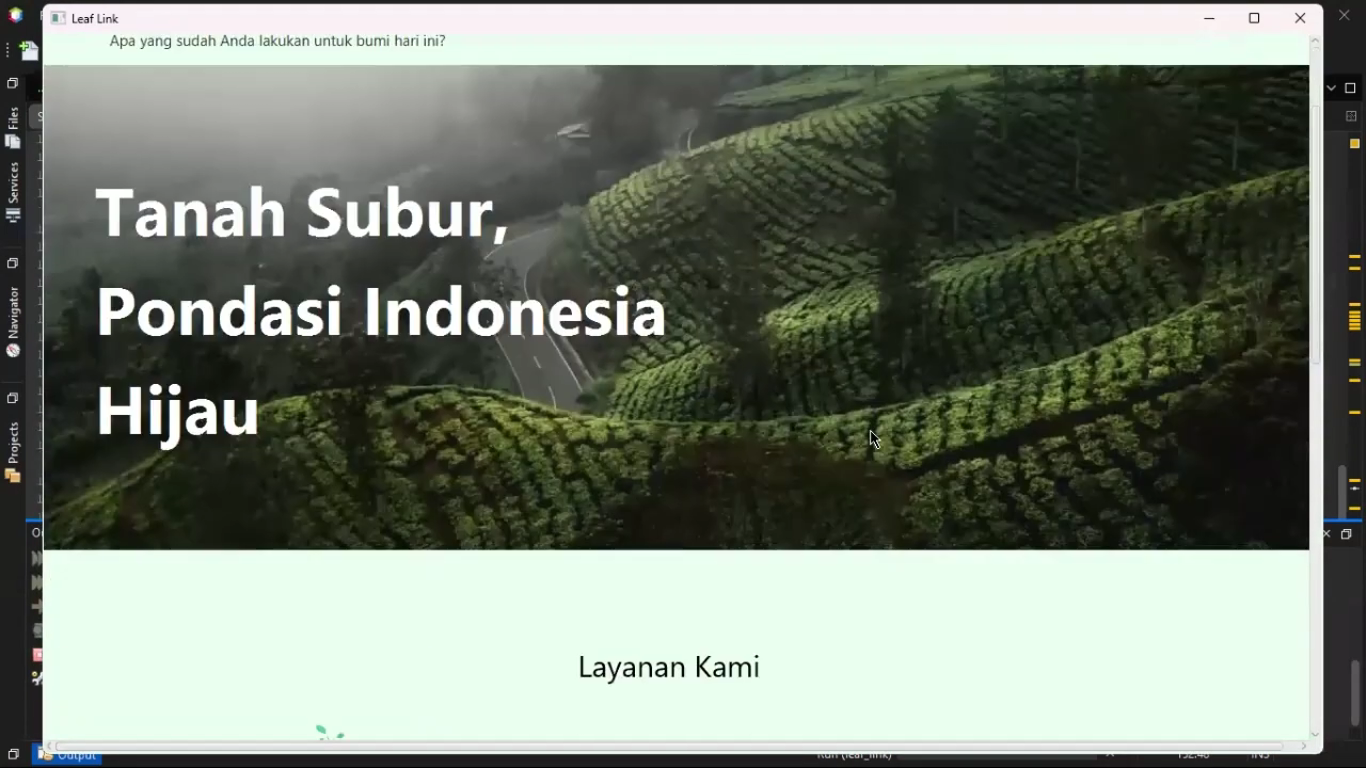 Leaf Link
Apa yang sudah Anda lakukan untuk bumi hari ini?
Files
Services
Navigator
Projects
Tanah Subur,
Pondasi Indonesia
Hijau
Layanan Kami
Output
Run (leaf_link)
INS